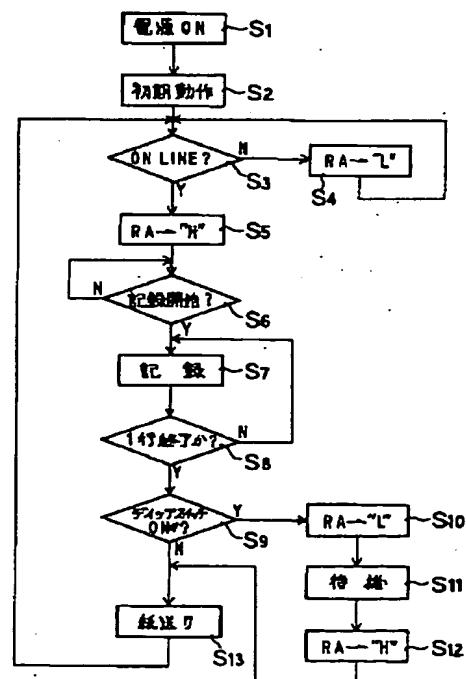 電源ON S1
初期動作 S2
ON LINE? N
S3
Y
RA←"L"
S4
RA←"H" S5
N 記録開始? S6
Y
記録 S7
1行終了か? N
S8
Y
ディップスイッチ
ONか? Y
S9
N
RA←"L" S10
待機 S11
RA←"H" S12
紙送り S13